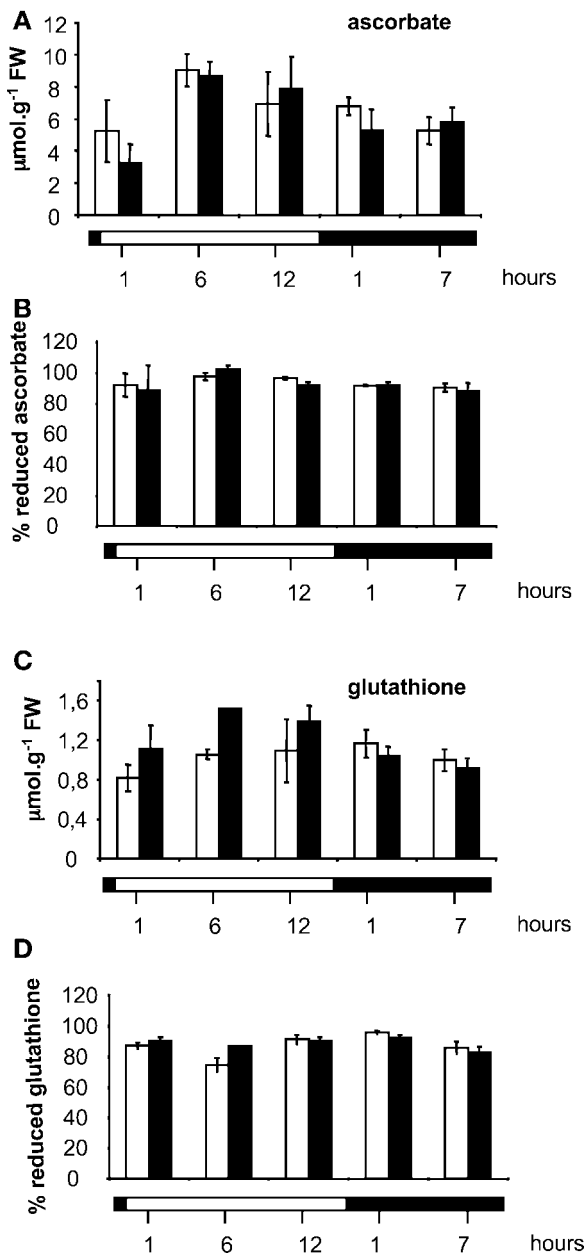 A
ascorbate
μmol.g⁻¹ FW
12
10
8
6
4
2
0
1 6 12 1 7 hours
B
% reduced ascorbate
120
100
80
60
40
20
0
1 6 12 1 7 hours
C
glutathione
μmol.g⁻¹ FW
1,6
1,2
0,8
0,4
0
1 6 12 1 7 hours
D
% reduced glutathione
120
100
80
60
40
20
0
1 6 12 1 7 hours